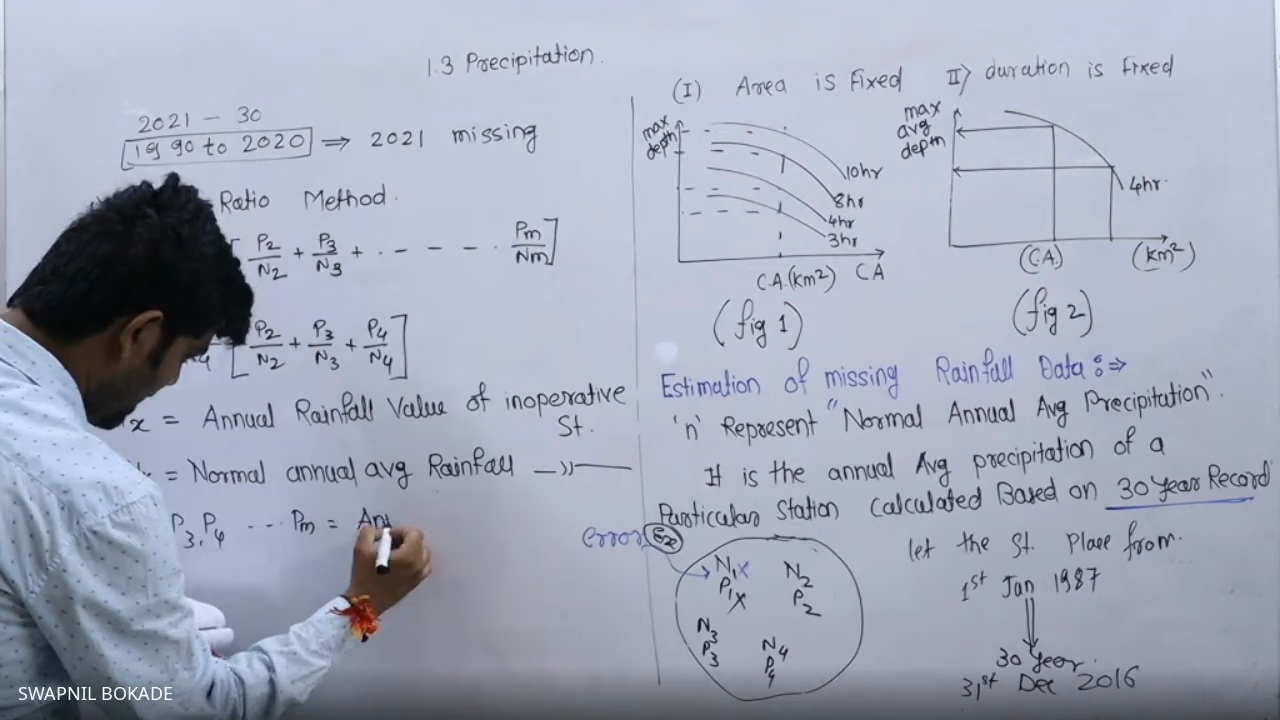 1.3 Precipitation.
2021 - 30
1990 to 2020 ⇒ 2021 missing
Ratio Method.
P2/N2 + P3/N3 + - - - - Pm/Nm]
[P2/N2 + P3/N3 + P4/N4]
x = Annual Rainfall Value of inoperative St.
= Normal annual avg Rainfall —〃—
P3, P4 - - - Pm = An
(I) Area is Fixed
max depth
10hr
8hr
4hr
3hr
C.A.(km2) CA
(fig 1)
II) duration is fixed
max avg depth
4hr.
(C.A.) (km2)
(fig 2)
Estimation of missing Rainfall Data :⇒
'n' Represent "Normal Annual Avg Precipitation".
It is the annual Avg precipitation of a
Particular Station Calculated Based on 30 Year Record
error
N1 x
P1 x
N2
P2
N3
P3
N4
P4
let the St. Place from.
1st Jan 1987
30 Year.
31st Dec 2016
SWAPNIL BOKADE